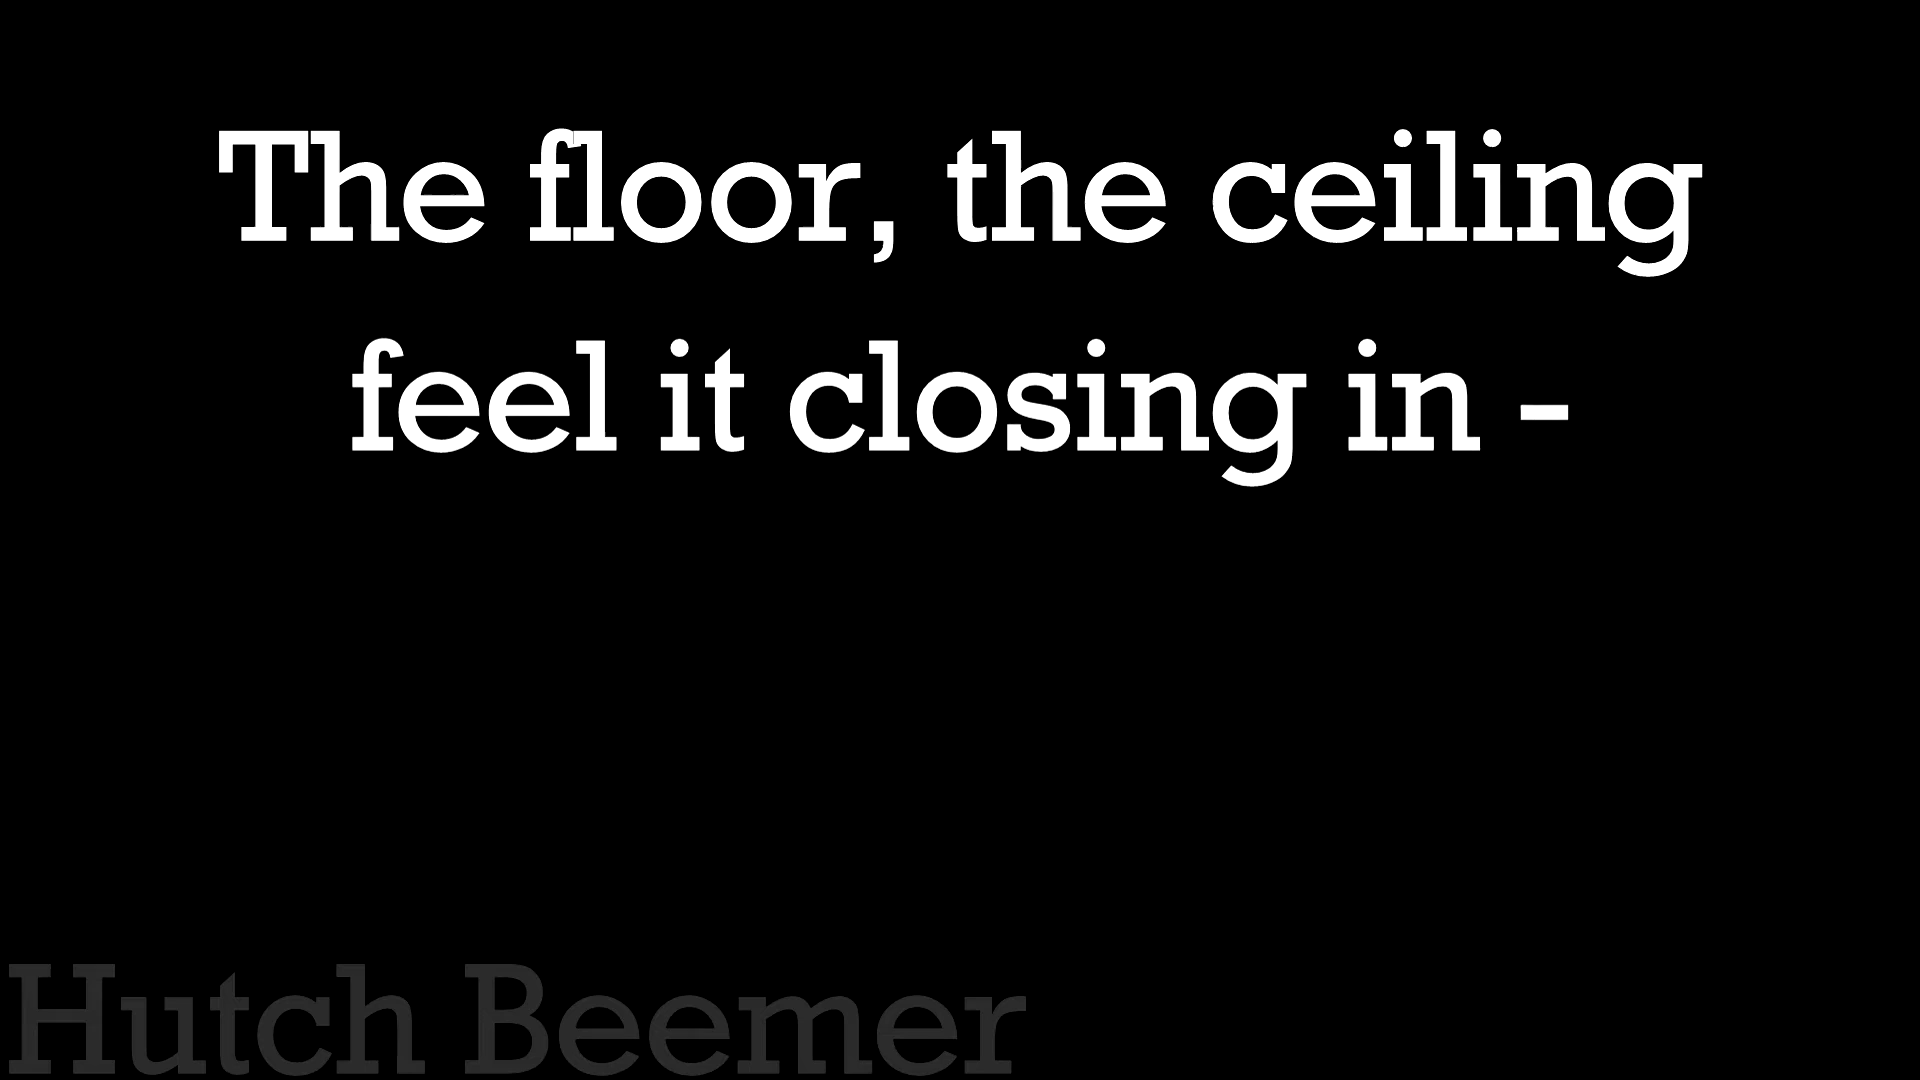 The floor, the ceiling
feel it closing in -
Hutch Beemer